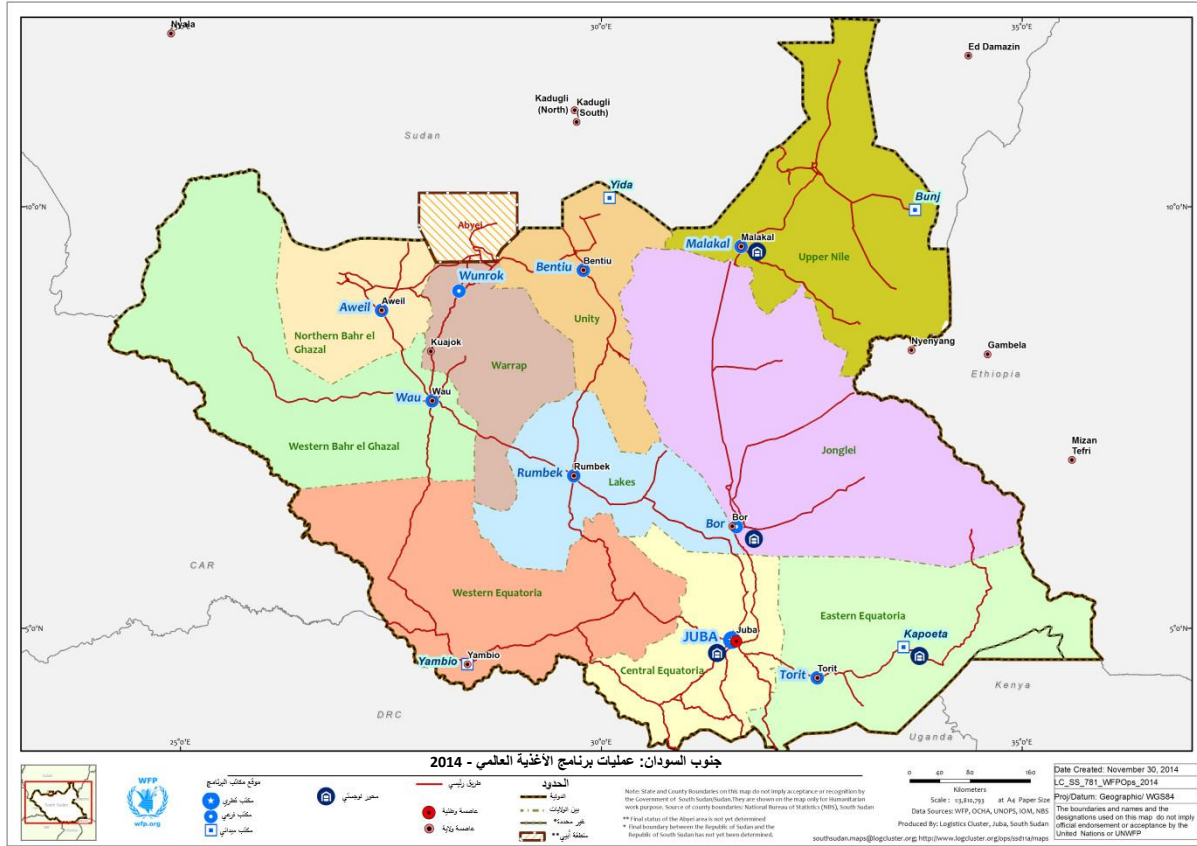 30°0'E
35°0'E
Nyala
Ed Damazin
Kadugli
(North)
Kadugli
(South)
Sudan
Yida
Bunj
10°0'N
10°0'N
Abyei
Malakal
Malakal
Upper Nile
Wunrok
Bentiu
Bentiu
Aweil
Aweil
Unity
Northern Bahr el
Ghazal
Kuajok
Warrap
Nyenyang
Gambela
Ethiopia
Wau
Wau
Western Bahr el Ghazal
Jonglei
Mizan
Tefri
Rumbek
Rumbek
Lakes
Bor
Bor
CAR
Western Equatoria
Eastern Equatoria
5°0'N
5°0'N
JUBA
Juba
Kapoeta
Yambio
Yambio
Central Equatoria
Torit
Torit
DRC
Kenya
Uganda
25°0'E
30°0'E
35°0'E
جنوب السودان: عمليات برنامج الأغذية العالمي - 2014
WFP
wfp.org
موقع مكاتب البرنامج
مكتب قطري
مكتب فرعي
مكتب ميداني
محور لوجستي
طريق رئيسي
عاصمة وطنية
عاصمة ولاية
الحدود
الدولية
بين الولايات
غير محددة*
منطقة أبيي**
Note: State and County Boundaries on this map do not imply acceptance or recognition by
the Government of South Sudan/Sudan.They are shown on the map only for Humanitarian
work purpose. Source of county boundaries: National Bureau of Statistics (NBS), South Sudan
** Final status of the Abyei area is not yet determined
* Final boundary between the Republic of Sudan and the
Republic of South Sudan has not yet been determined.
0 40 80 160
Kilometers
at A4 Paper Size
Data Sources: WFP, OCHA, UNOPS, IOM, NBS
Produced By: Logistics Cluster, Juba, South Sudan
southsudan.maps@logcluster.org; http://www.logcluster.org/ops/ssd11a/maps
Date Created: November 30, 2014
LC_SS_781_WFPOps_2014
Proj/Datum: Geographic/ WGS84
The boundaries and names and the
designations used on this map do not imply
official endorsement or acceptance by the
United Nations or UNWFP